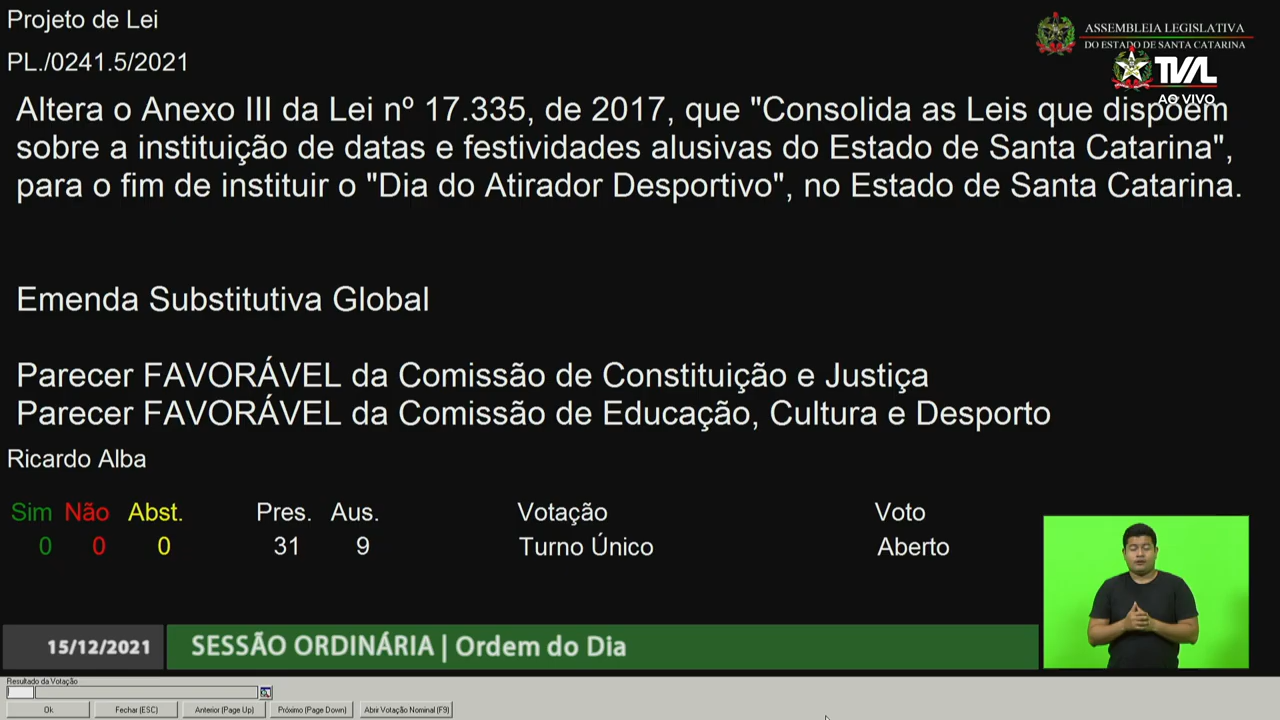 Projeto de Lei
ASSEMBLEIA LEGISLATIVA
DO ESTADO DE SANTA CATARINA
PL./0241.5/2021
TVAL
AO VIVO
Altera o Anexo III da Lei nº 17.335, de 2017, que "Consolida as Leis que dispõem
sobre a instituição de datas e festividades alusivas do Estado de Santa Catarina",
para o fim de instituir o "Dia do Atirador Desportivo", no Estado de Santa Catarina.
Emenda Substitutiva Global
Parecer FAVORÁVEL da Comissão de Constituição e Justiça
Parecer FAVORÁVEL da Comissão de Educação, Cultura e Desporto
Ricardo Alba
Sim Não Abst. Pres. Aus. Votação Voto
0 0 0 31 9 Turno Único Aberto
15/12/2021 SESSÃO ORDINÁRIA | Ordem do Dia
Resultado da Votação
Ok Fechar (ESC) Anterior (Page Up) Próximo (Page Down) Abrir Votação Nominal (F9)